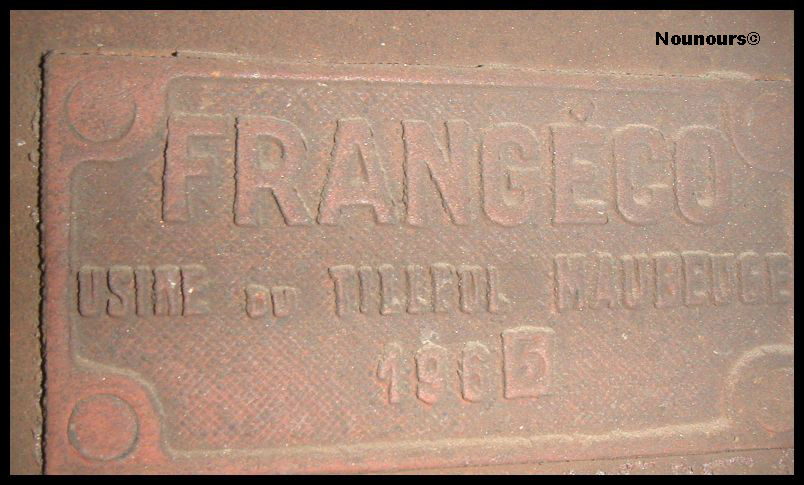 Nounours©
FRANGÉCO
USINE DU TILLEUL MAUBEUGE
1965